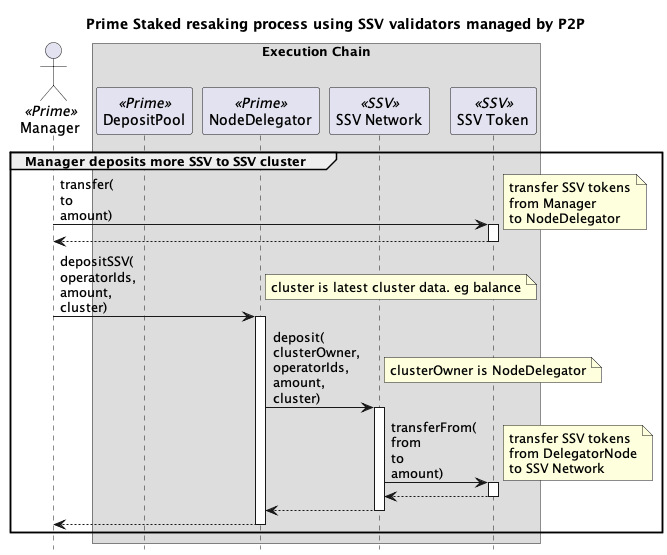 Prime Staked resaking process using SSV validators managed by P2P
Execution Chain
«Prime»
Manager
«Prime»
DepositPool
«Prime»
NodeDelegator
«SSV»
SSV Network
«SSV»
SSV Token
Manager deposits more SSV to SSV cluster
transfer(
to
amount)
transfer SSV tokens
from Manager
to NodeDelegator
depositSSV(
operatorIds,
amount,
cluster)
cluster is latest cluster data. eg balance
deposit(
clusterOwner,
operatorIds,
amount,
cluster)
clusterOwner is NodeDelegator
transferFrom(
from
to
amount)
transfer SSV tokens
from DelegatorNode
to SSV Network